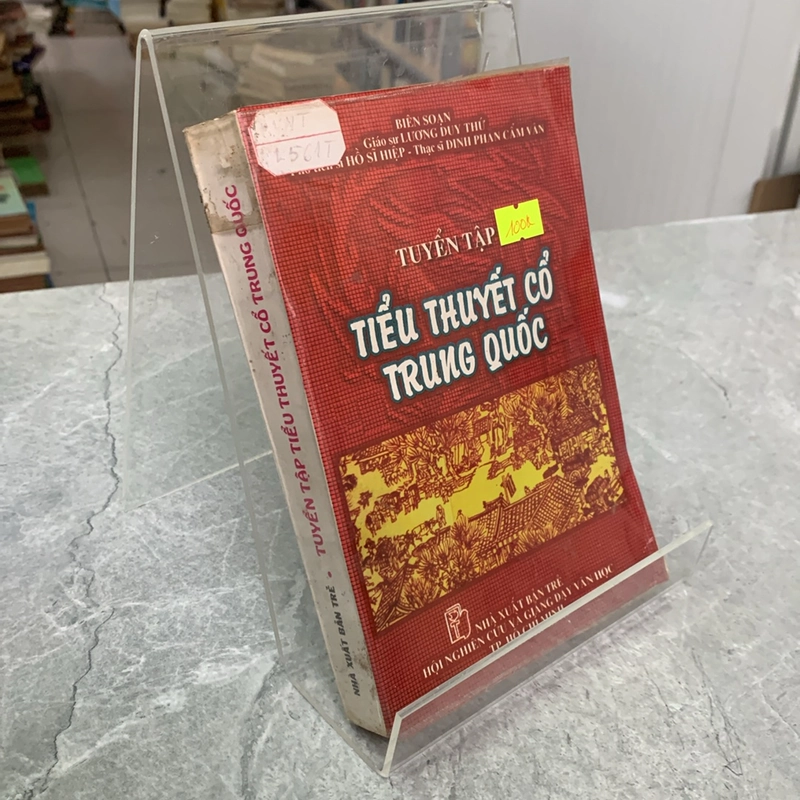 BIÊN SOẠN
Giáo sư LƯƠNG DUY THỨ
HỒ SĨ HIỆP - Thạc sĩ ĐINH PHAN CẨM VÂN
TUYỂN TẬP
100k
TIỂU THUYẾT CỔ
TRUNG QUỐC
NHÀ XUẤT BẢN TRẺ
HỘI NGHIÊN CỨU VÀ GIẢNG DẠY VĂN HỌC
TP. HỒ CHÍ MINH
NHÀ XUẤT BẢN TRẺ • TUYỂN TẬP TIỂU THUYẾT CỔ TRUNG QUỐC